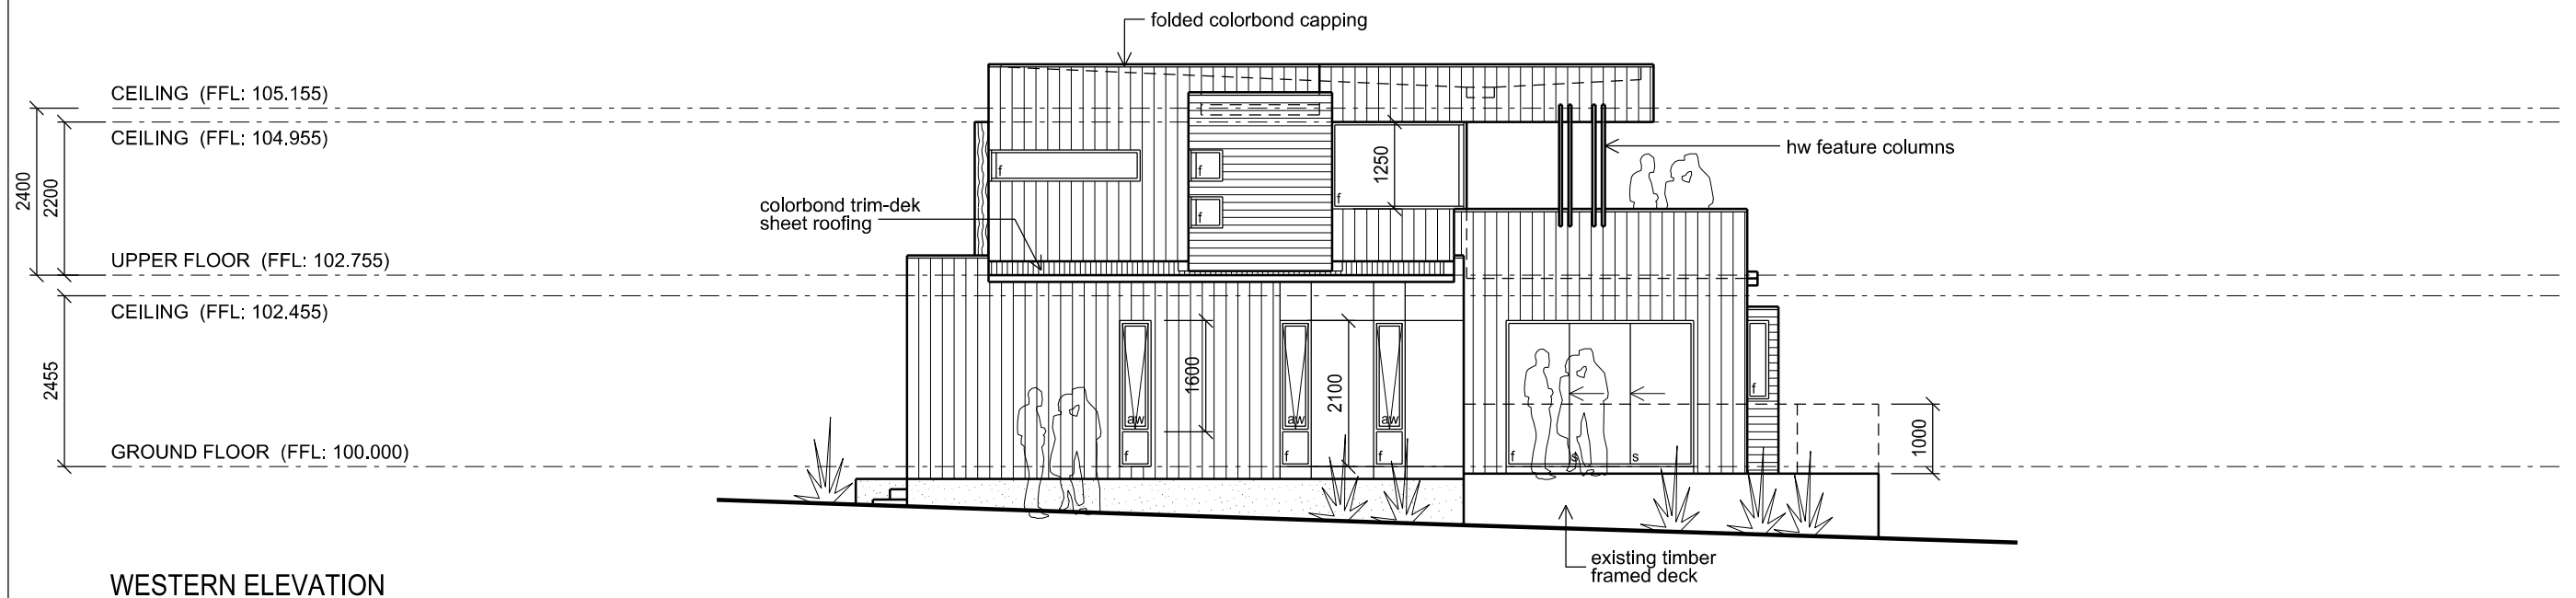 folded colorbond capping
CEILING (FFL: 105.155)
CEILING (FFL: 104.955)
hw feature columns
2400
2200
1250
f
f
f
f
colorbond trim-dek
sheet roofing
UPPER FLOOR (FFL: 102.755)
CEILING (FFL: 102.455)
2455
1600
2100
f
aw
aw
aw
1000
GROUND FLOOR (FFL: 100.000)
f
f
f
f
s
s
existing timber
framed deck
WESTERN ELEVATION